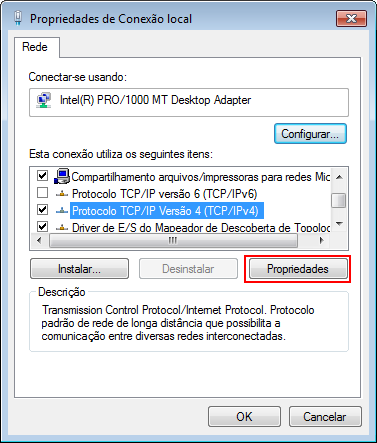 Propriedades de Conexão local
Rede
Conectar-se usando:
Intel(R) PRO/1000 MT Desktop Adapter
Configurar...
Esta conexão utiliza os seguintes itens:
Compartilhamento arquivos/impressoras para redes Mic
Protocolo TCP/IP versão 6 (TCP/IPv6)
Protocolo TCP/IP Versão 4 (TCP/IPv4)
Driver de E/S do Mapeador de Descoberta de Topolog
Instalar...
Desinstalar
Propriedades
Descrição
Transmission Control Protocol/Internet Protocol. Protocolo
padrão de rede de longa distância que possibilita a
comunicação entre diversas redes interconectadas.
OK
Cancelar